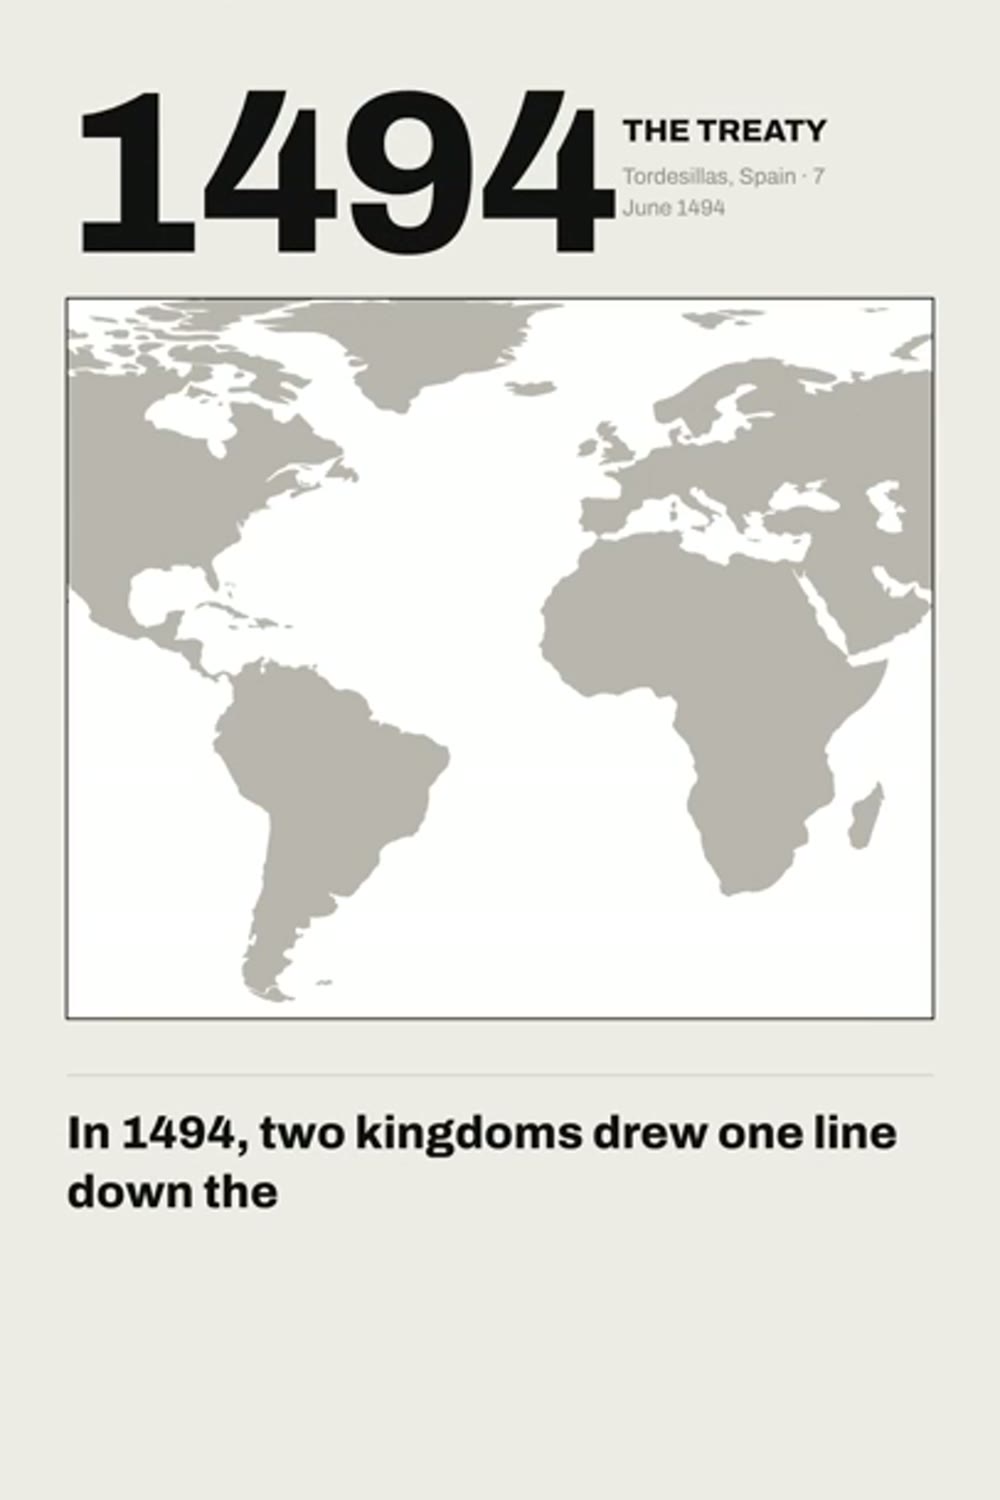 1494
THE TREATY
Tordesillas, Spain · 7
June 1494
In 1494, two kingdoms drew one line
down the